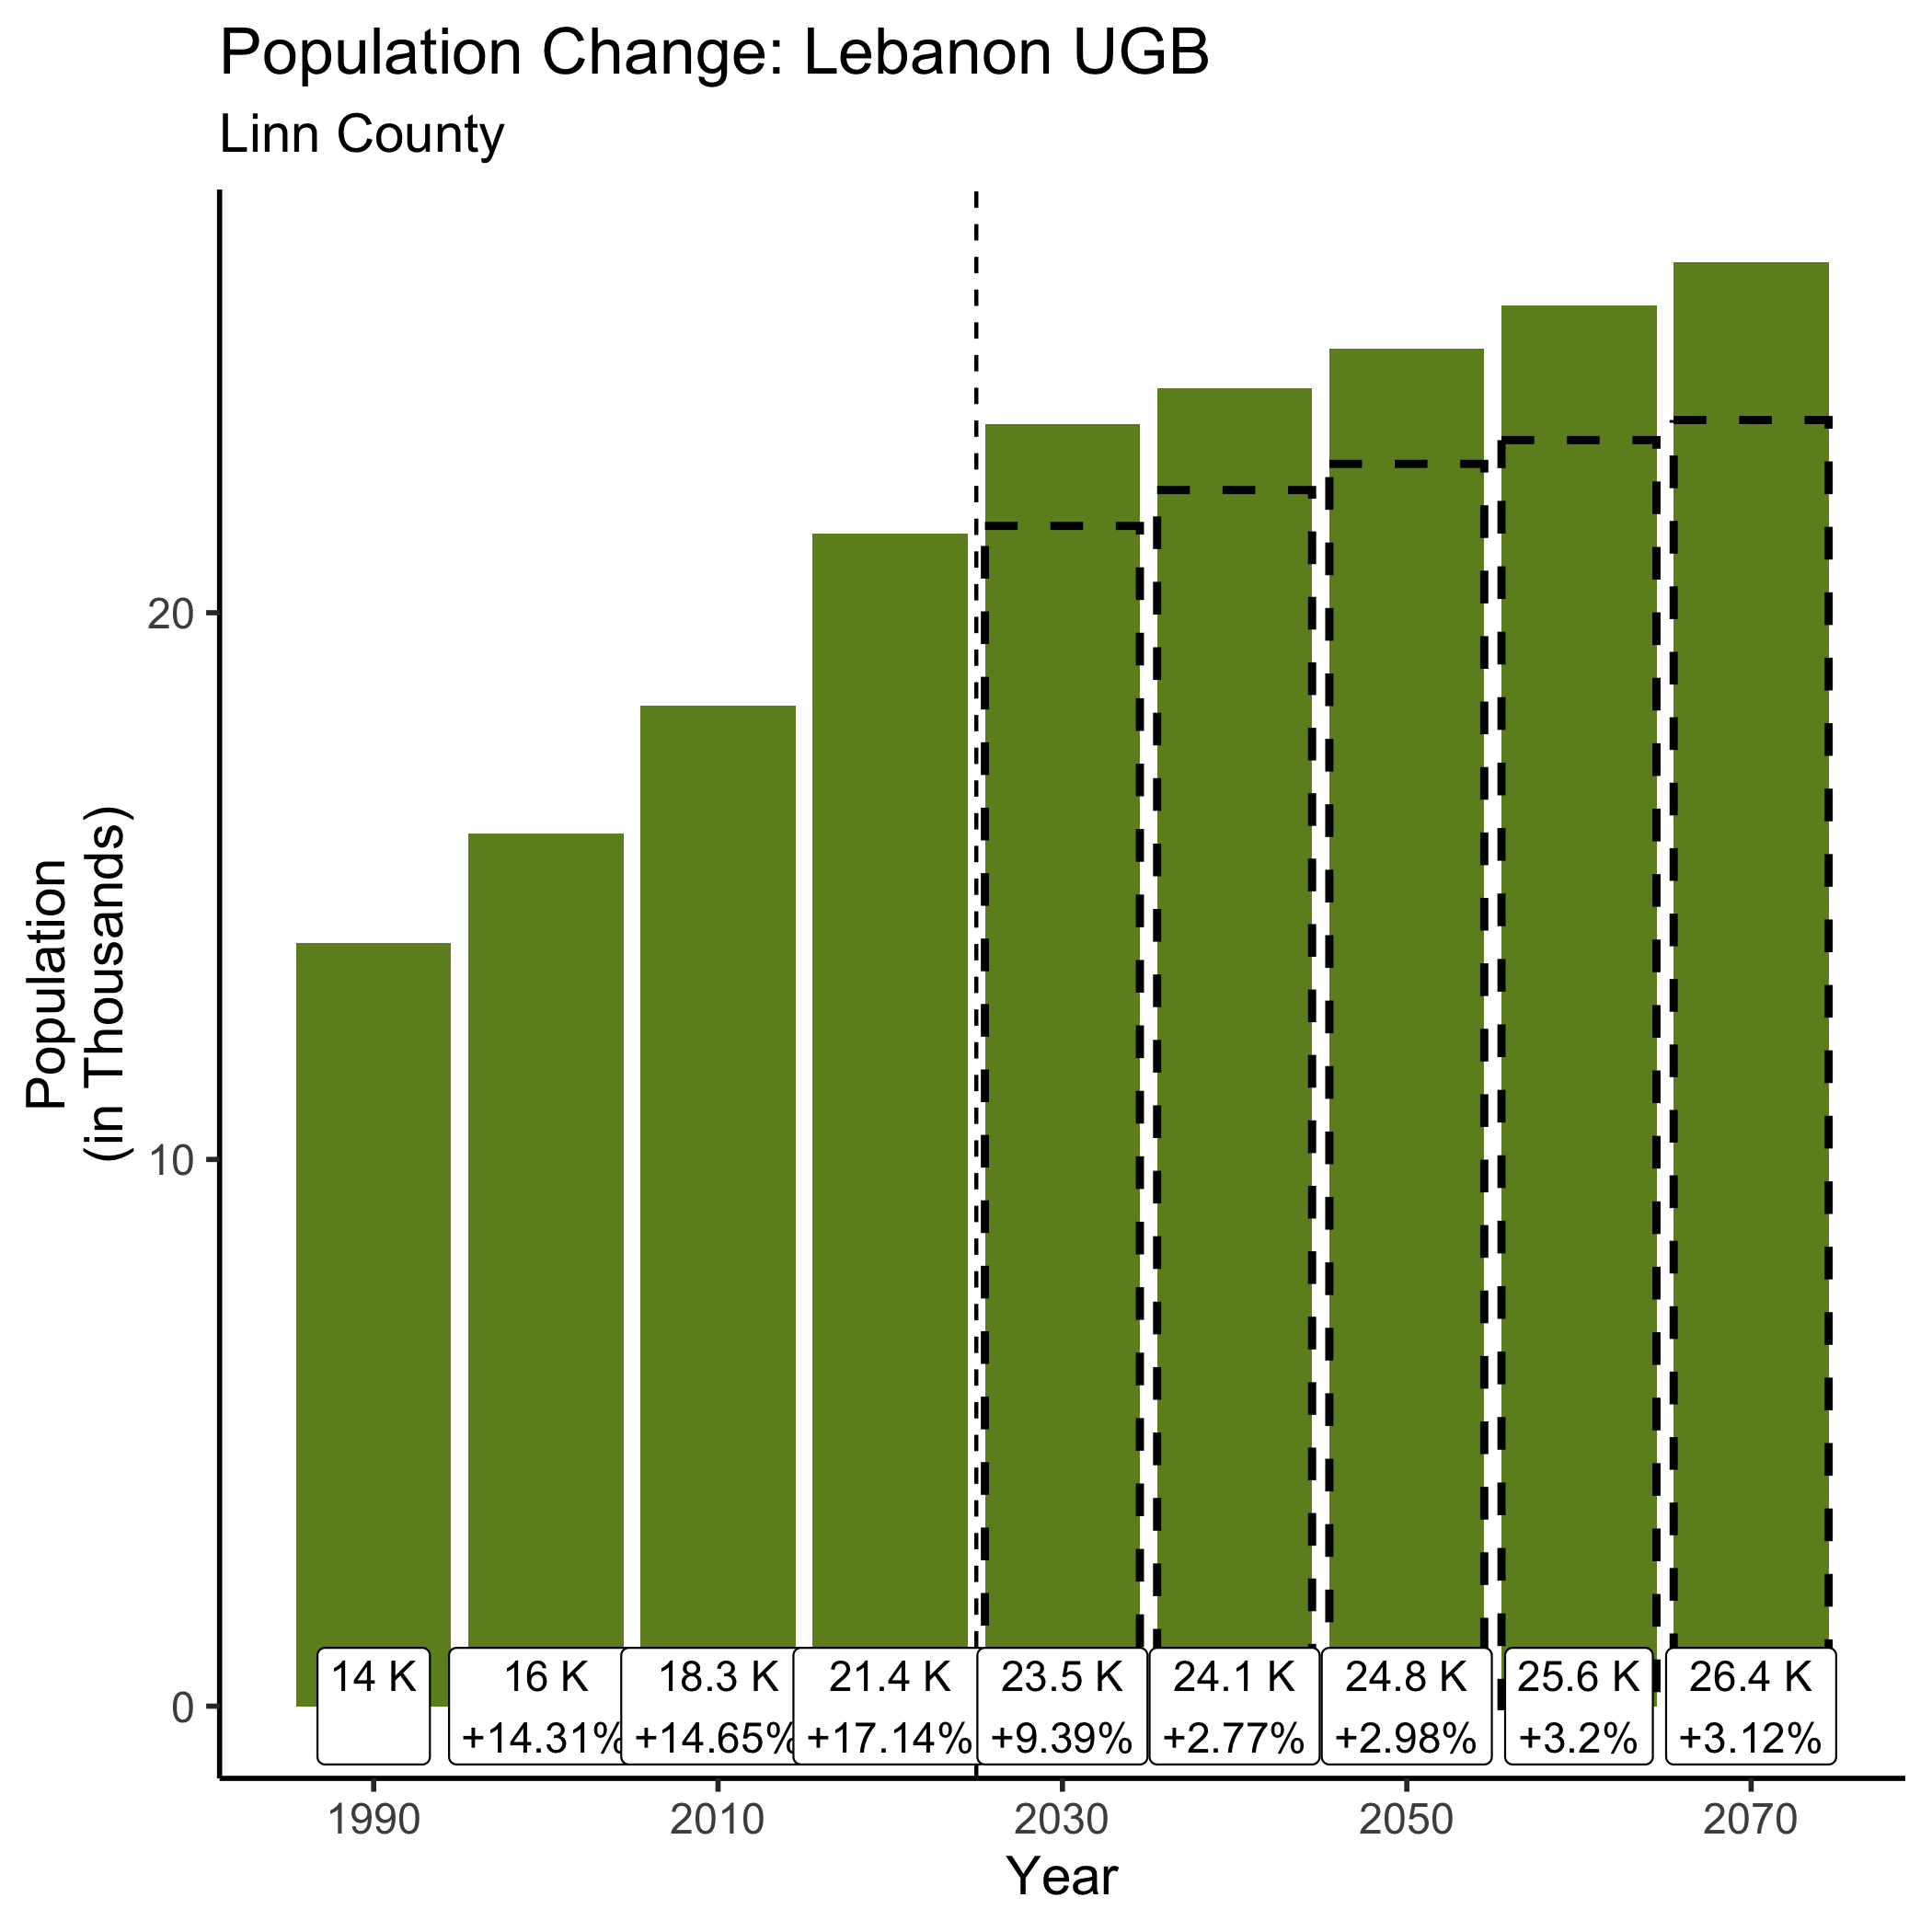 Population Change: Lebanon UGB
Linn County
Population
(in Thousands)
20
10
0
14 K
16 K
+14.31%
18.3 K
+14.65%
21.4 K
+17.14%
23.5 K
+9.39%
24.1 K
+2.77%
24.8 K
+2.98%
25.6 K
+3.2%
26.4 K
+3.12%
1990
2010
2030
2050
2070
Year